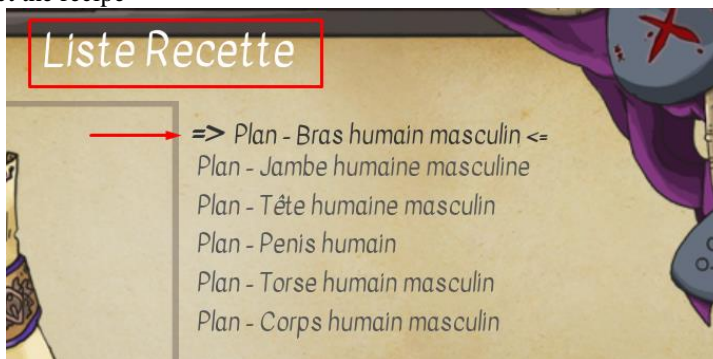 Liste Recette
=> Plan - Bras humain masculin <=
Plan - Jambe humaine masculine
Plan - Tête humaine masculin
Plan - Penis humain
Plan - Torse humain masculin
Plan - Corps humain masculin